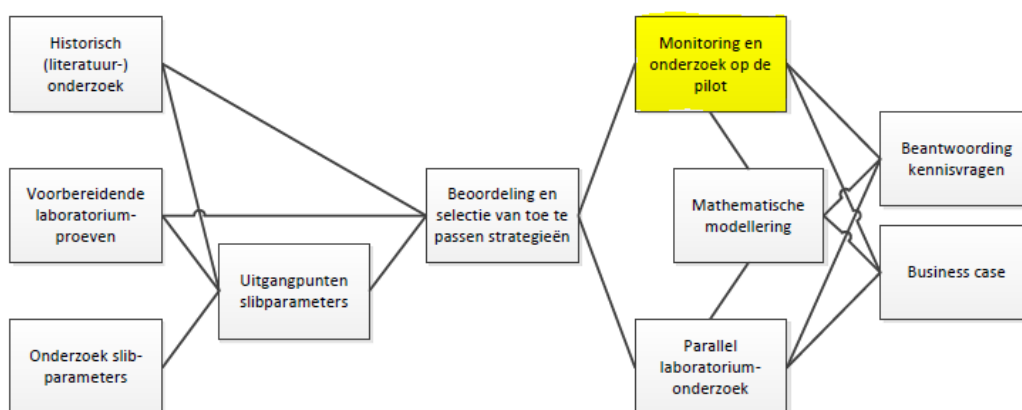 Historisch
(literatuur-)
onderzoek
Voorbereidende
laboratorium-
proeven
Onderzoek slib-
parameters
Uitgangpunten
slibparameters
Beoordeling en
selectie van toe te
passen strategieën
Monitoring en
onderzoek op de
pilot
Mathematische
modellering
Parallel
laboratorium-
onderzoek
Beantwoording
kennisvragen
Business case